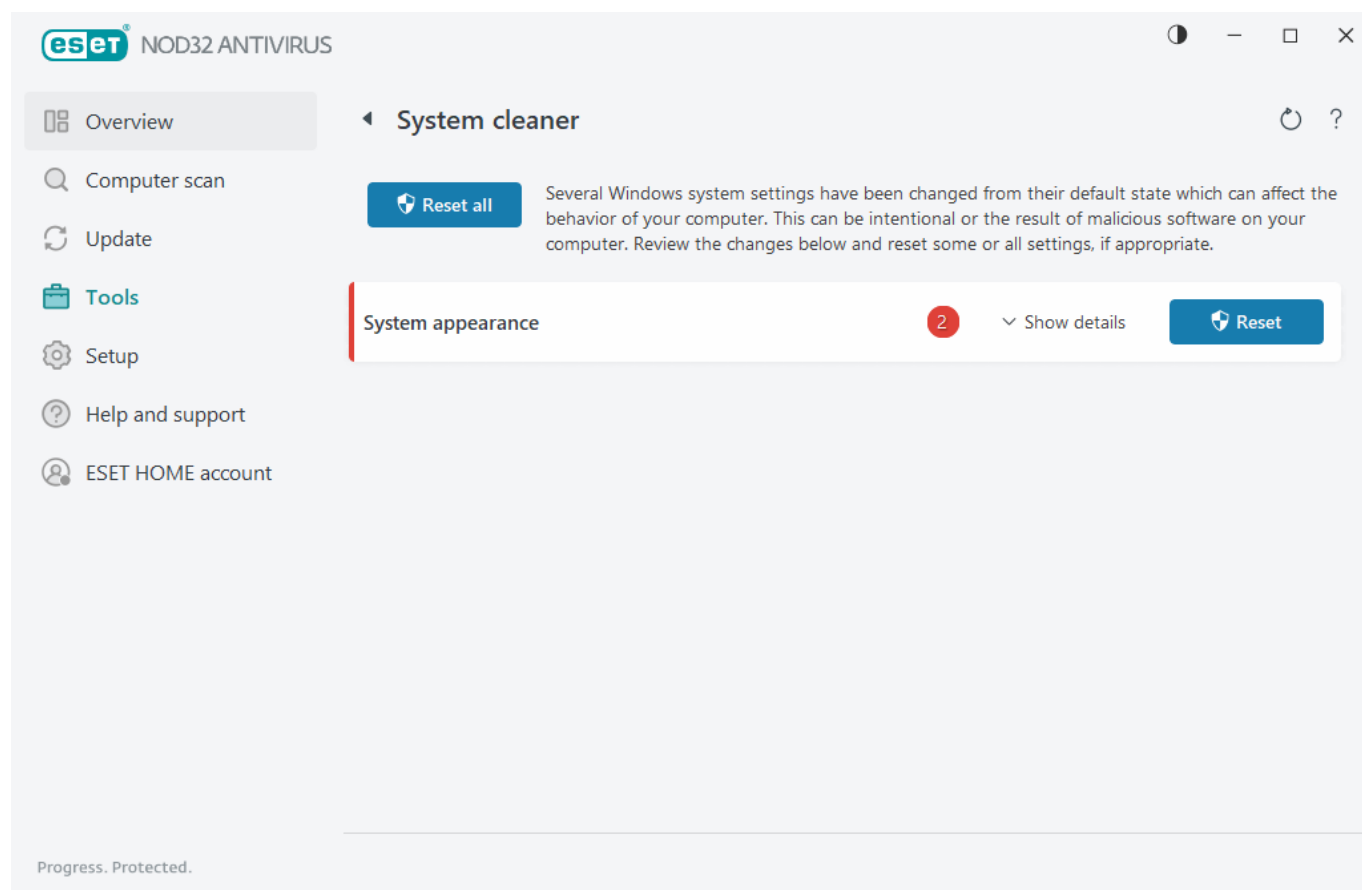 eset® NOD32 ANTIVIRUS
Overview
Computer scan
Update
Tools
Setup
Help and support
ESET HOME account
System cleaner
?
Reset all
Several Windows system settings have been changed from their default state which can affect the
behavior of your computer. This can be intentional or the result of malicious software on your
computer. Review the changes below and reset some or all settings, if appropriate.
System appearance
2
Show details
Reset
Progress. Protected.